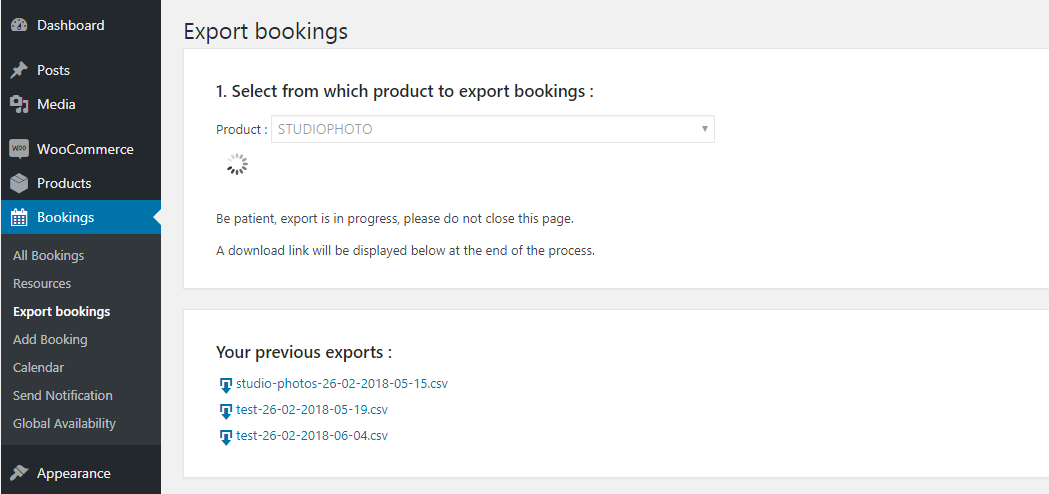 Dashboard
Posts
Media
WOO WooCommerce
Products
Bookings
All Bookings
Resources
Export bookings
Add Booking
Calendar
Send Notification
Global Availability
Appearance
Export bookings
1. Select from which product to export bookings :
Product : STUDIOPHOTO
Be patient, export is in progress, please do not close this page.
A download link will be displayed below at the end of the process.
Your previous exports :
studio-photos-26-02-2018-05-15.csv
test-26-02-2018-05-19.csv
test-26-02-2018-06-04.csv